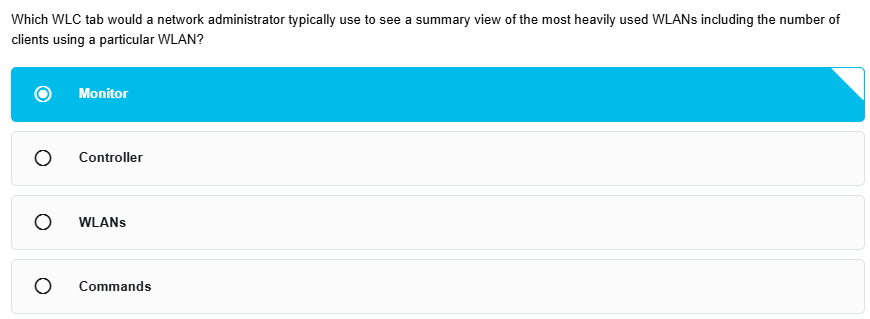 Which WLC tab would a network administrator typically use to see a summary view of the most heavily used WLANs including the number of
clients using a particular WLAN?
Monitor
Controller
WLANs
Commands